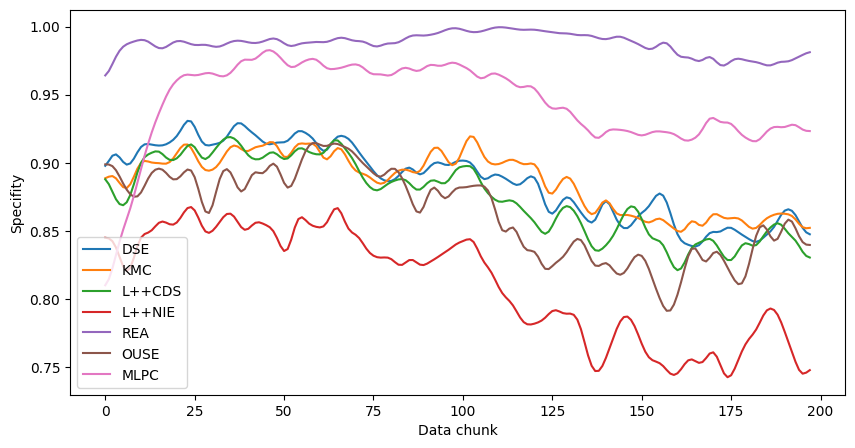 1.00
0.95
0.90
0.85
0.80
0.75
Specifity
DSE
KMC
L++CDS
L++NIE
REA
OUSE
MLPC
0 25 50 75 100 125 150 175 200
Data chunk